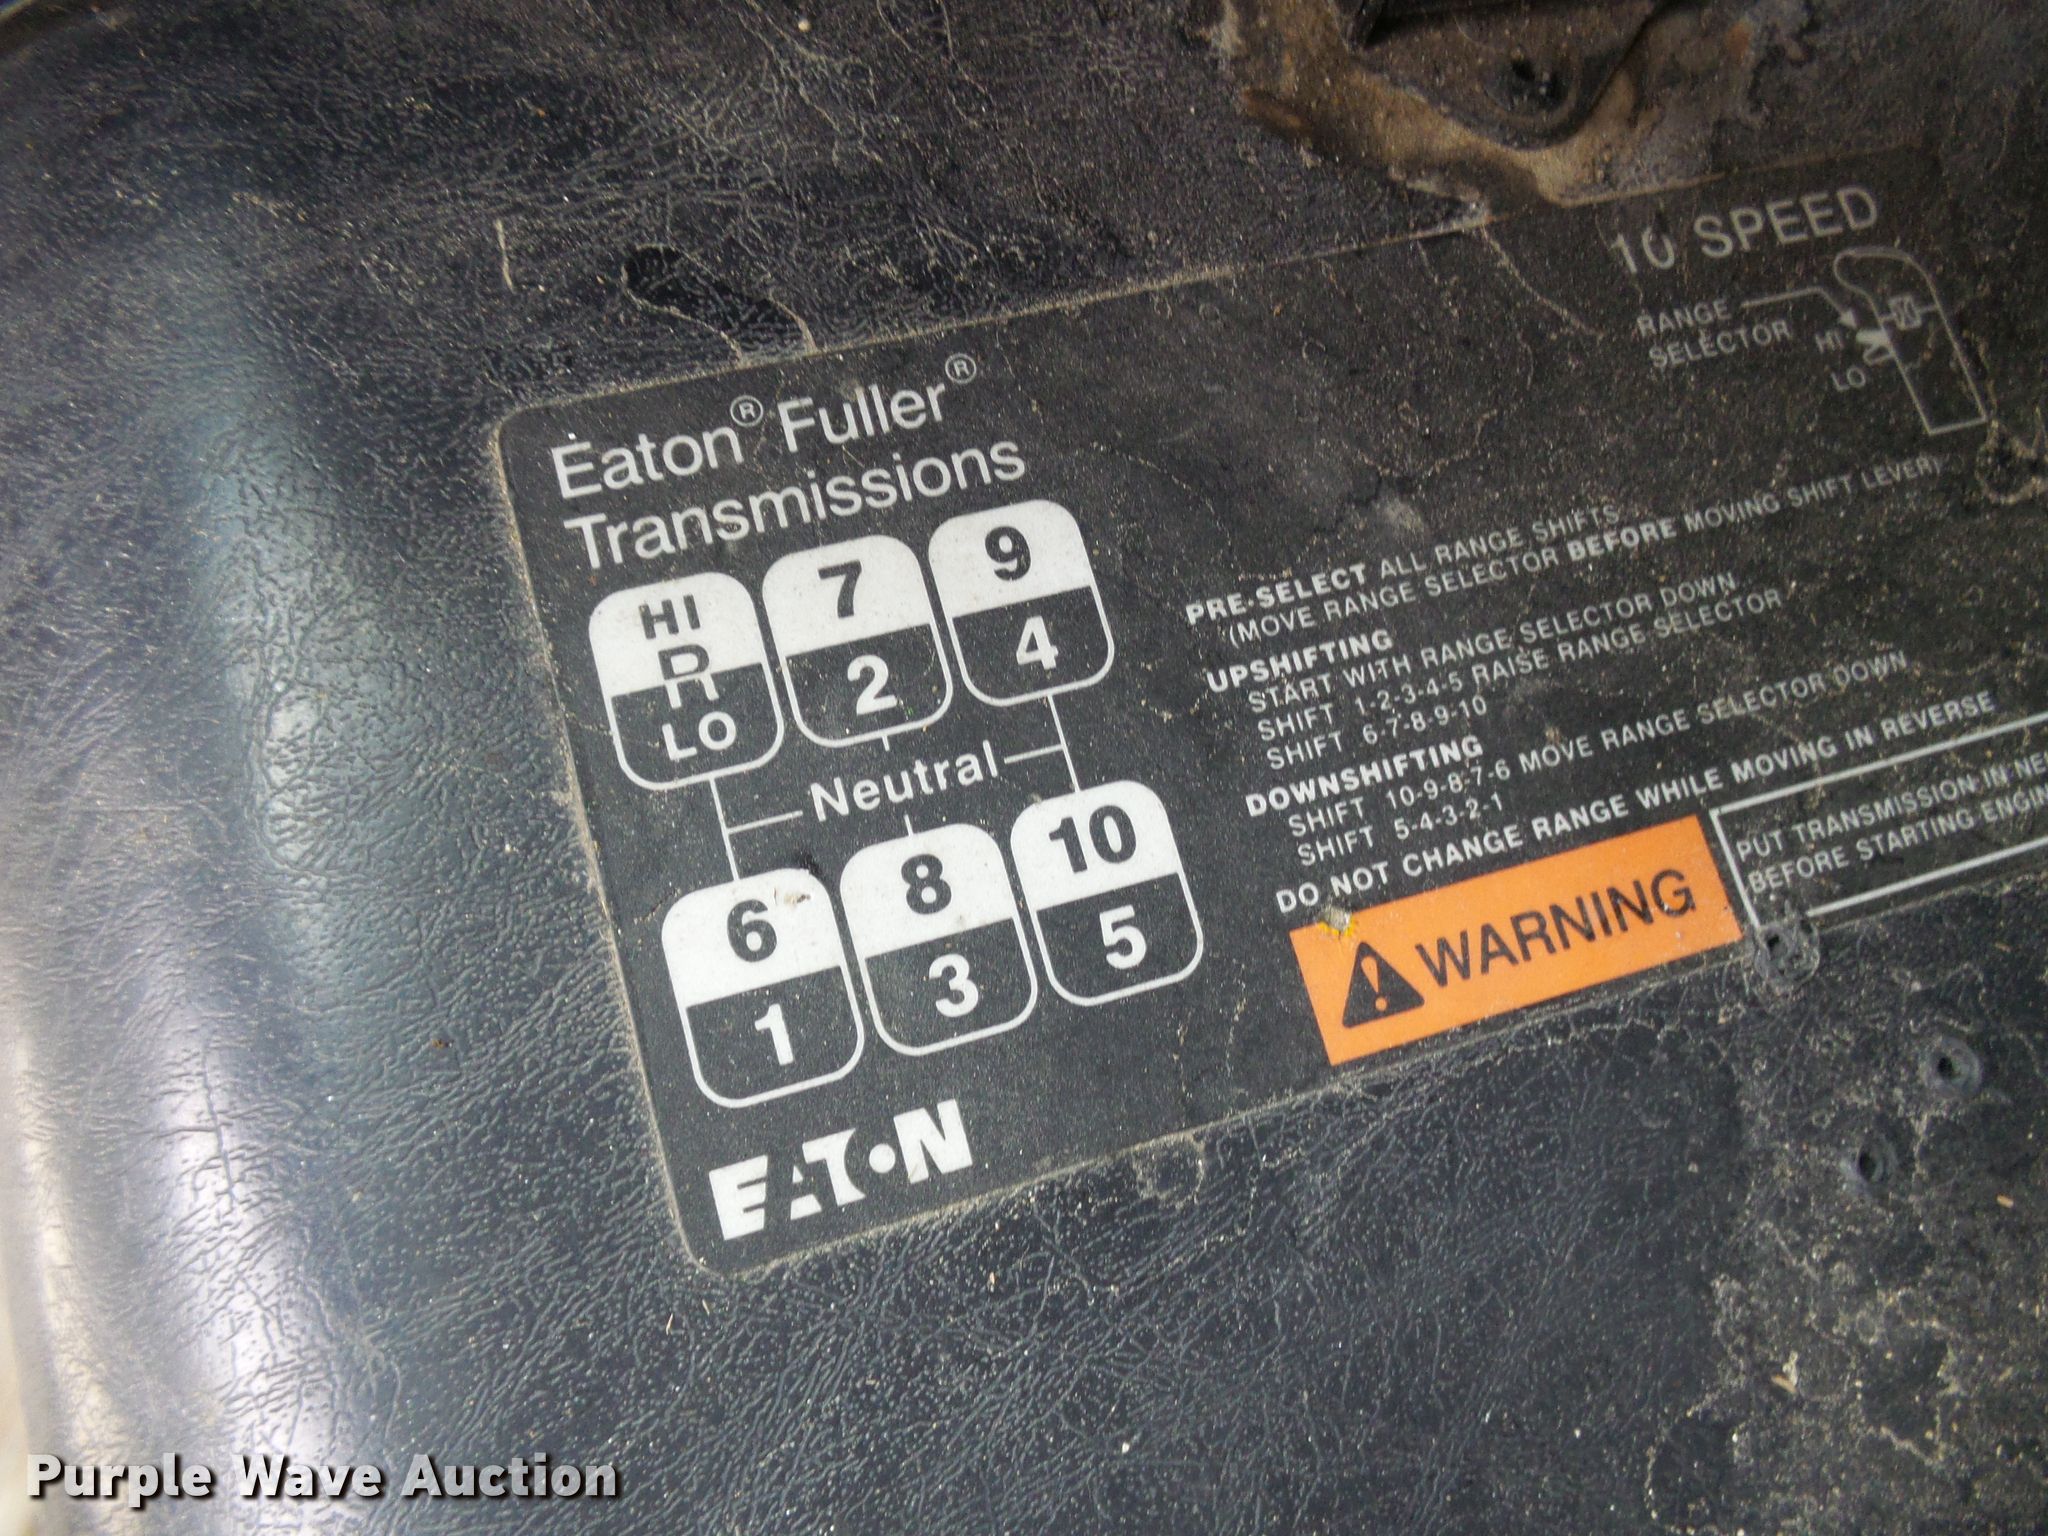 10 SPEED
RANGE
SELECTOR
HI
LO
Eaton® Fuller®
Transmissions
HI
R
LO
7
2
9
4
Neutral
6
1
8
3
10
5
EATON
PRE-SELECT ALL RANGE SHIFTS
(MOVE RANGE SELECTOR BEFORE MOVING SHIFT LEVER).
UPSHIFTING
START WITH RANGE SELECTOR DOWN
SHIFT 1-2-3-4-5 RAISE RANGE SELECTOR
SHIFT 6-7-8-9-10
DOWNSHIFTING
SHIFT 10-9-8-7-6 MOVE RANGE SELECTOR DOWN
SHIFT 5-4-3-2-1
DO NOT CHANGE RANGE WHILE MOVING IN REVERSE
WARNING
PUT TRANSMISSION IN
BEFORE STARTING
Purple Wave Auction